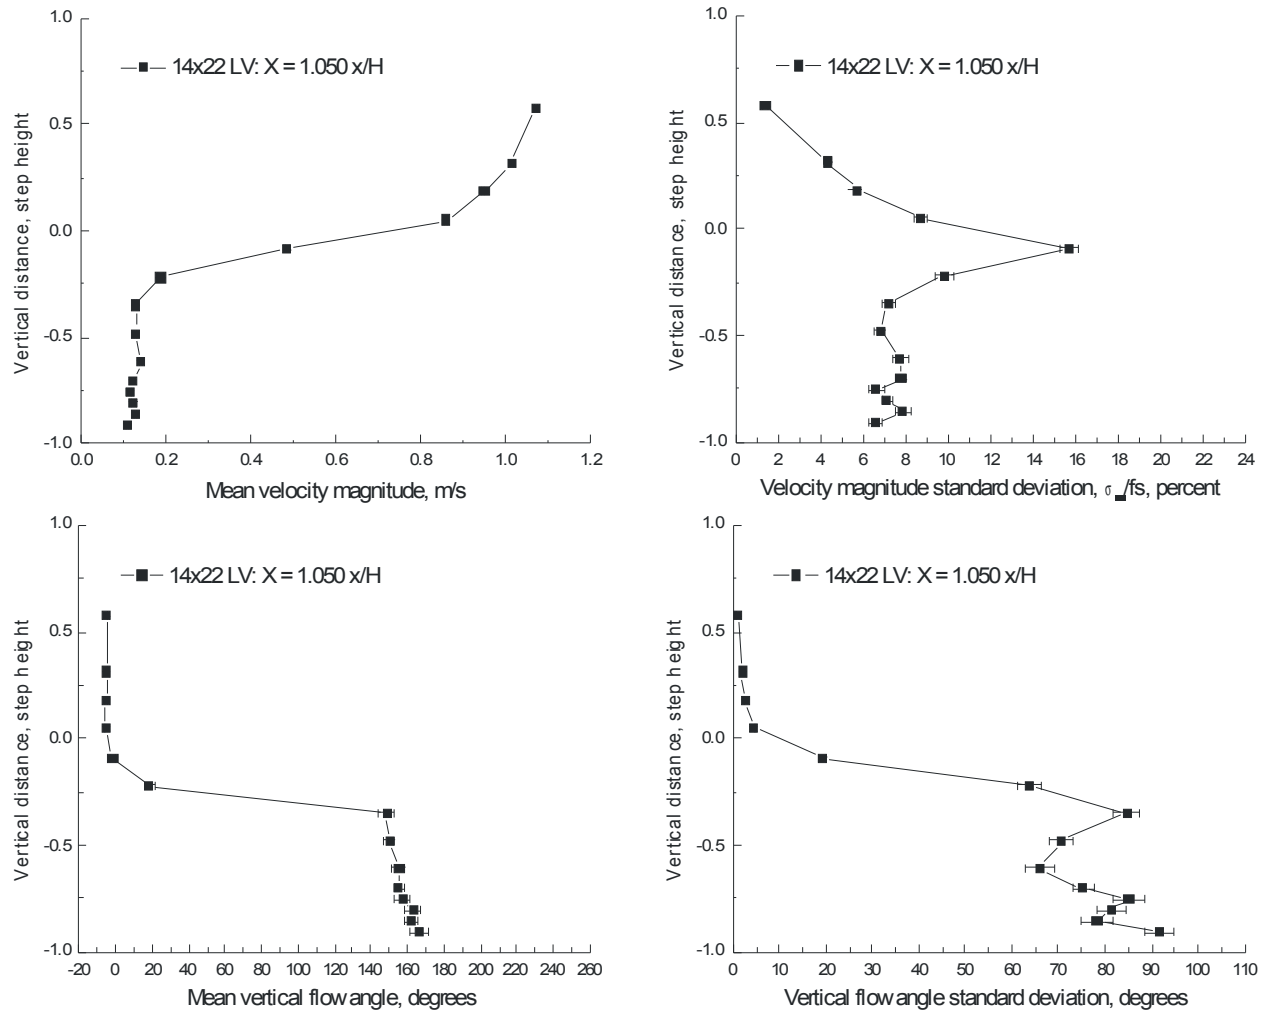 1.0
14x22 LV: X = 1.050 x/H
0.5
0.0
-0.5
-1.0
Vertical distance, step height
0.0 0.2 0.4 0.6 0.8 1.0 1.2
Mean velocity magnitude, m/s
1.0
14x22 LV: X = 1.050 x/H
0.5
0.0
-0.5
-1.0
Vertical distance, step height
0 2 4 6 8 10 12 14 16 18 20 22 24
Velocity magnitude standard deviation, σ /fs, percent
1.0
14x22 LV: X = 1.050 x/H
0.5
0.0
-0.5
-1.0
Vertical distance, step height
-20 0 20 40 60 80 100 120 140 160 180 200 220 240 260
Mean vertical flow angle, degrees
1.0
14x22 LV: X = 1.050 x/H
0.5
0.0
-0.5
-1.0
Vertical distance, step height
0 10 20 30 40 50 60 70 80 90 100 110
Vertical flow angle standard deviation, degrees